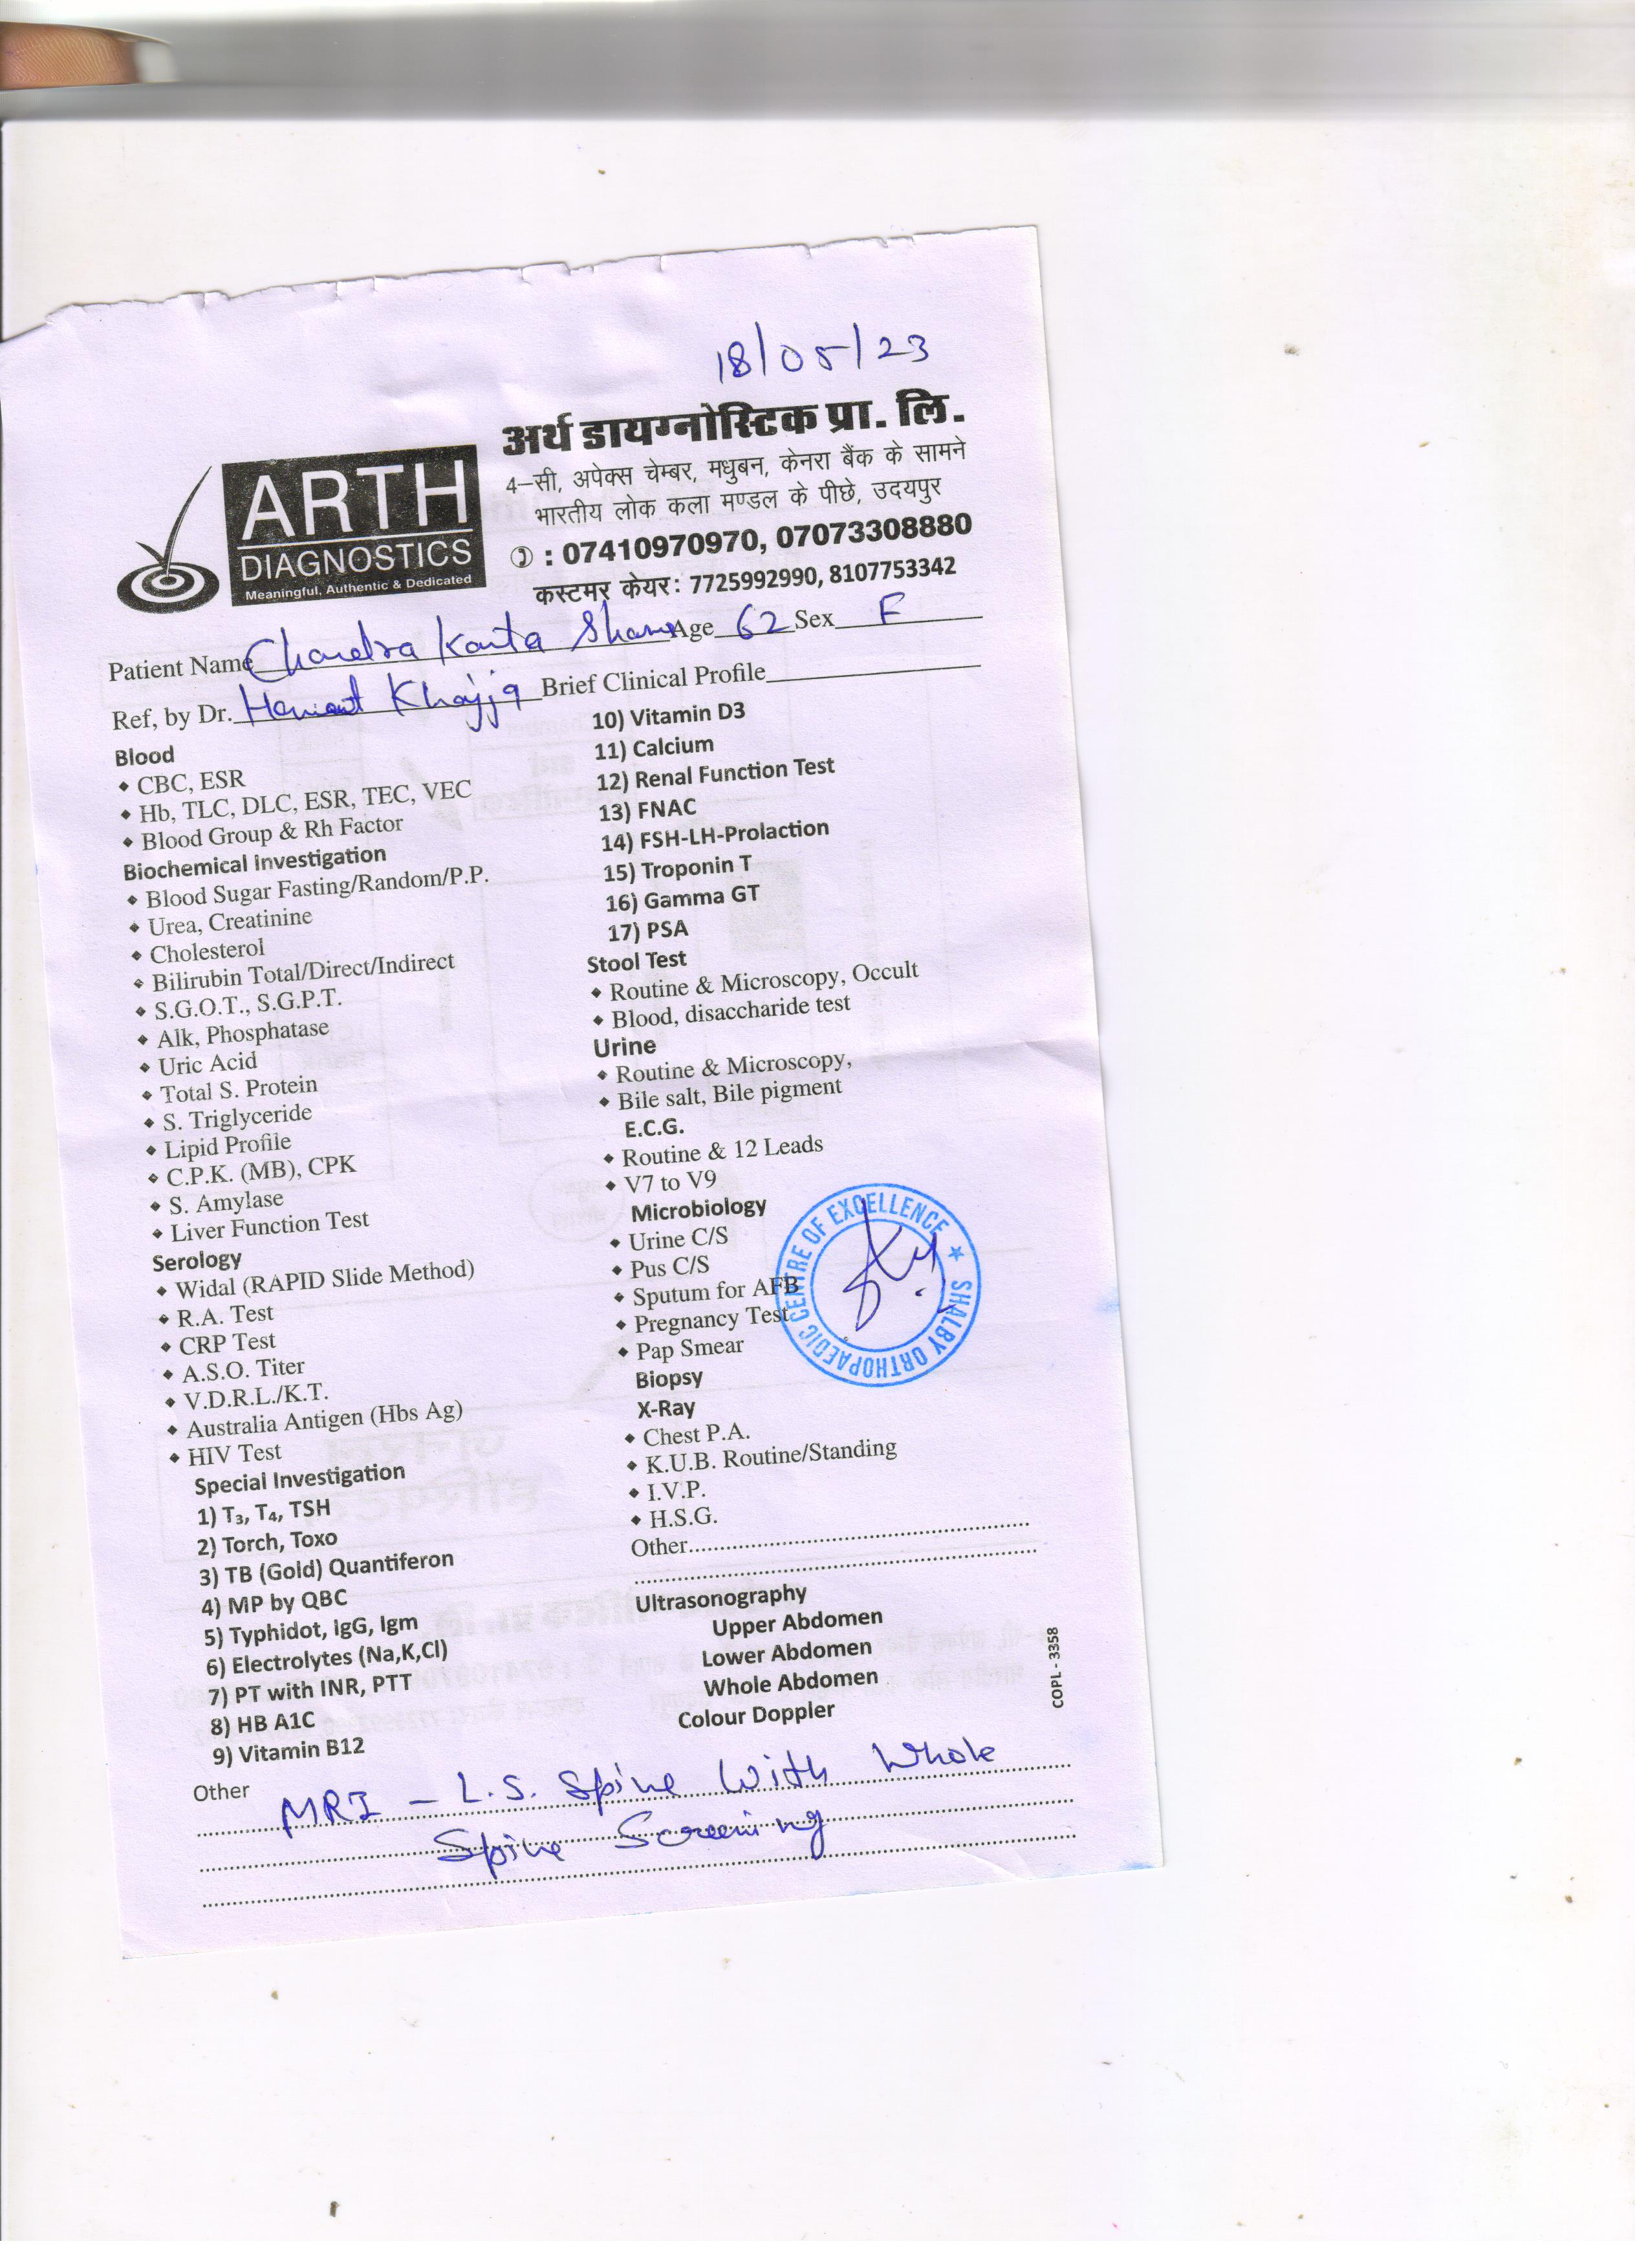 18/05/23
अर्थ डायग्नोस्टिक प्रा. लि.
4-सी, अपेक्स चेम्बर, मधुबन, केनरा बैंक के सामने
भारतीय लोक कला मण्डल के पीछे, उदयपुर
: 07410970970, 07073308880
कस्टमर केयर: 7725992990, 8107753342
ARTH
DIAGNOSTICS
Meaningful, Authentic & Dedicated
Patient Name Chandra Kanta Sharma Age 62 Sex F
Ref, by Dr. Hemant Khajja Brief Clinical Profile
Blood
• CBC, ESR
• Hb, TLC, DLC, ESR, TEC, VEC
• Blood Group & Rh Factor
Biochemical Investigation
• Blood Sugar Fasting/Random/P.P.
• Urea, Creatinine
• Cholesterol
• Bilirubin Total/Direct/Indirect
• S.G.O.T., S.G.P.T.
• Alk, Phosphatase
• Uric Acid
• Total S. Protein
• S. Triglyceride
• Lipid Profile
• C.P.K. (MB), CPK
• S. Amylase
• Liver Function Test
Serology
• Widal (RAPID Slide Method)
• R.A. Test
• CRP Test
• A.S.O. Titer
• V.D.R.L./K.T.
• Australia Antigen (Hbs Ag)
• HIV Test
Special Investigation
1) T₃, T₄, TSH
2) Torch, Toxo
3) TB (Gold) Quantiferon
4) MP by QBC
5) Typhidot, IgG, Igm
6) Electrolytes (Na,K,Cl)
7) PT with INR, PTT
8) HB A1C
9) Vitamin B12
10) Vitamin D3
11) Calcium
12) Renal Function Test
13) FNAC
14) FSH-LH-Prolaction
15) Troponin T
16) Gamma GT
17) PSA
Stool Test
• Routine & Microscopy, Occult
• Blood, disaccharide test
Urine
• Routine & Microscopy,
• Bile salt, Bile pigment
E.C.G.
• Routine & 12 Leads
• V7 to V9
Microbiology
• Urine C/S
• Pus C/S
• Sputum for AFB
• Pregnancy Test
• Pap Smear
Biopsy
X-Ray
• Chest P.A.
• K.U.B. Routine/Standing
• I.V.P.
• H.S.G.
Other
Ultrasonography
Upper Abdomen
Lower Abdomen
Whole Abdomen
Colour Doppler
SHALBY ORTHOPAEDIC CENTRE OF EXCELLENCE
COPL - 3358
Other MRI - L.S. Spine With Whole
Spine Screening